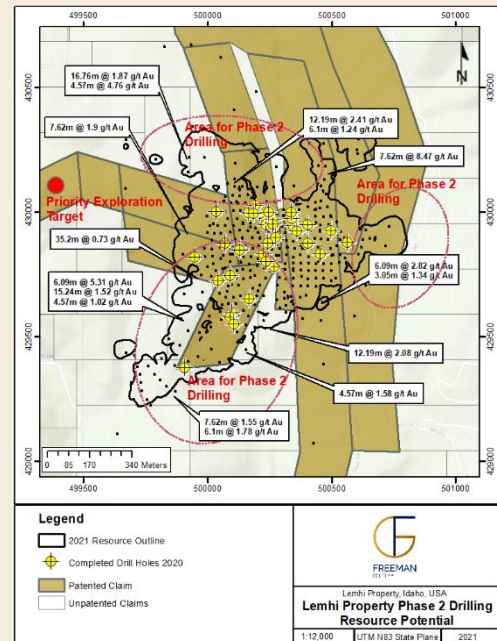 499500
500000
500500
501000
430500
430500
16.76m @ 1.87 g/t Au
4.57m @ 4.76 g/t Au
N
12.19m @ 2.41 g/t Au
6.1m @ 1.24 g/t Au
7.62m @ 1.9 g/t Au
Area for Phase 2
Drilling
7.62m @ 8.47 g/t Au
430000
430000
Priority Exploration
Target
Area for Phase 2
Drilling
35.2m @ 0.73 g/t Au
6.09m @ 5.31 g/t Au
15.24m @ 1.52 g/t Au
4.57m @ 1.02 g/t Au
6.09m @ 2.82 g/t Au
3.05m @ 1.34 g/t Au
429500
429500
12.19m @ 2.08 g/t Au
Area for Phase 2
Drilling
4.57m @ 1.58 g/t Au
7.62m @ 1.55 g/t Au
6.1m @ 1.78 g/t Au
0 85 170 340 Meters
429000
429000
499500
500000
500500
501000
Legend
2021 Resource Outline
Completed Drill Holes 2020
Patented Claim
Unpatented Claims
FREEMAN
Lemhi Property, Idaho, USA
Lemhi Property Phase 2 Drilling
Resource Potential
1:12,000
UTM N83 State Plane
2021